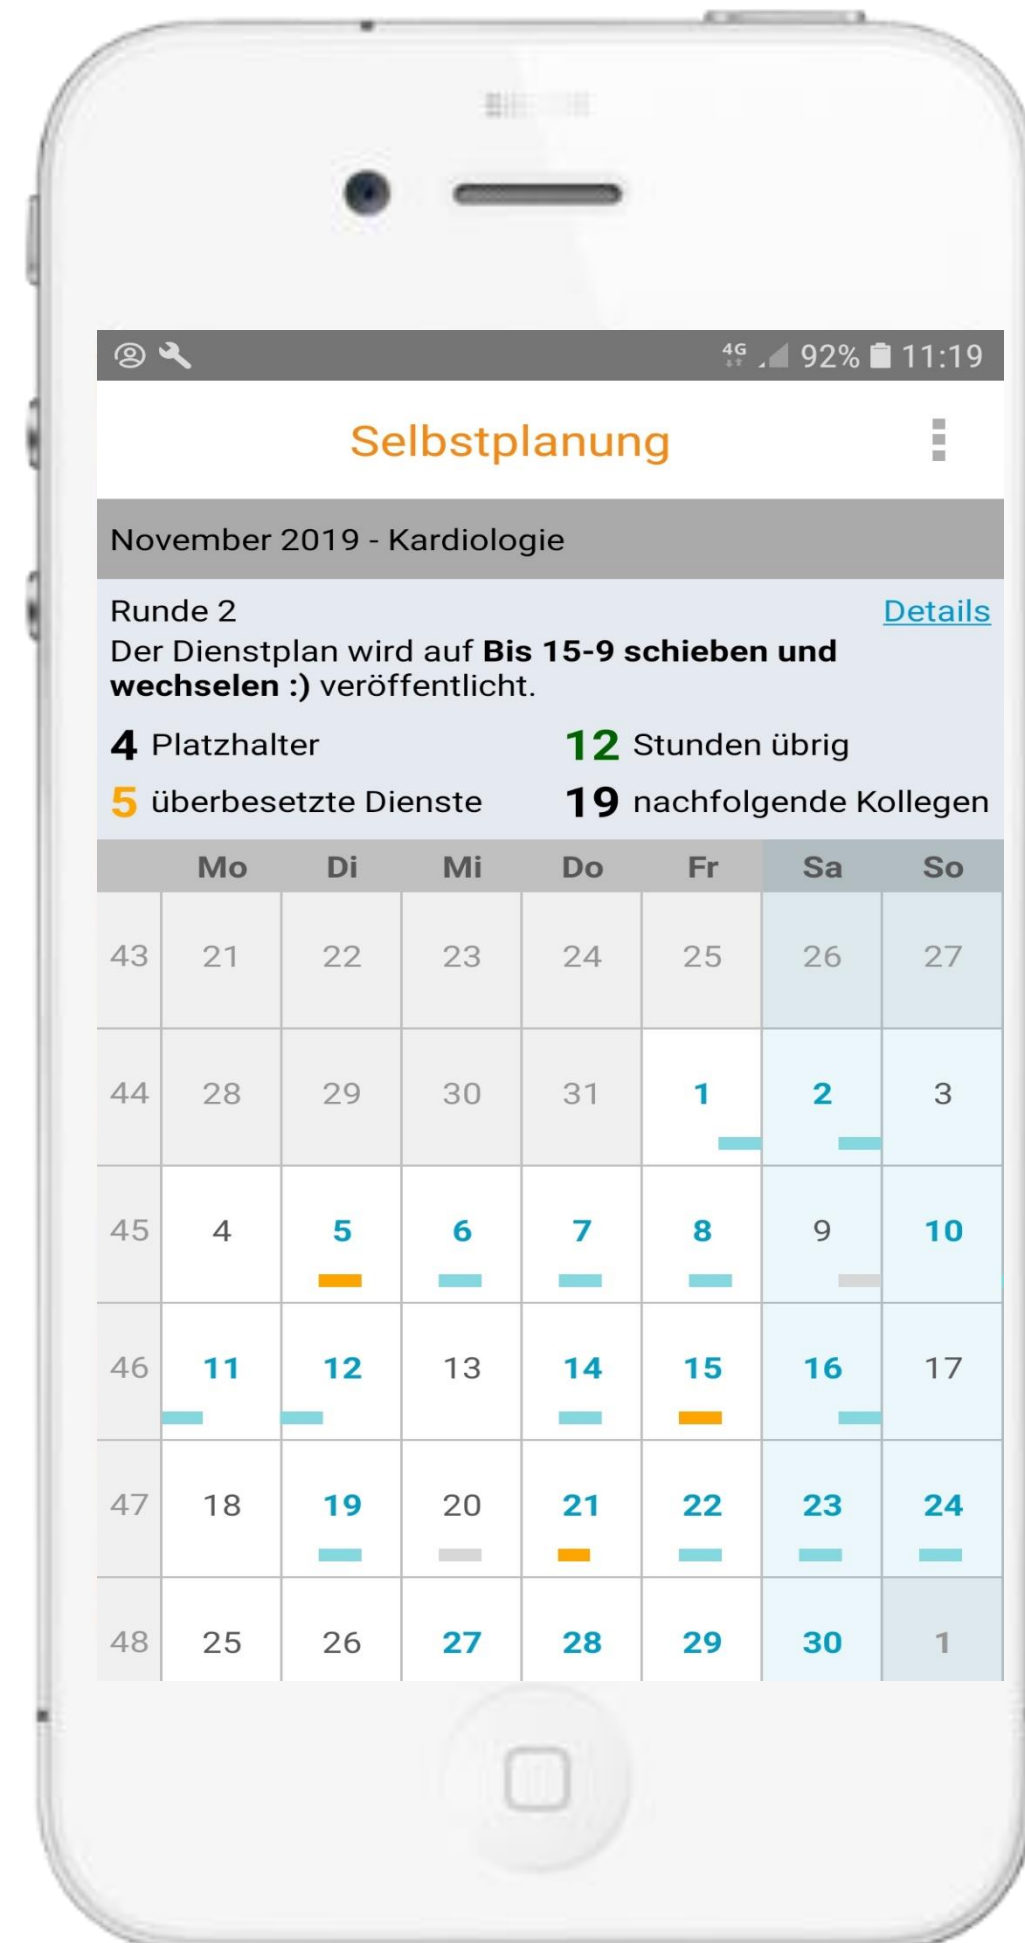 4G 92% 11:19
Selbstplanung
November 2019 - Kardiologie
Runde 2 Details
Der Dienstplan wird auf Bis 15-9 schieben und
wechselen :) veröffentlicht.
4 Platzhalter 12 Stunden übrig
5 überbesetzte Dienste 19 nachfolgende Kollegen
Mo Di Mi Do Fr Sa So
43 21 22 23 24 25 26 27
44 28 29 30 31 1 2 3
45 4 5 6 7 8 9 10
46 11 12 13 14 15 16 17
47 18 19 20 21 22 23 24
48 25 26 27 28 29 30 1